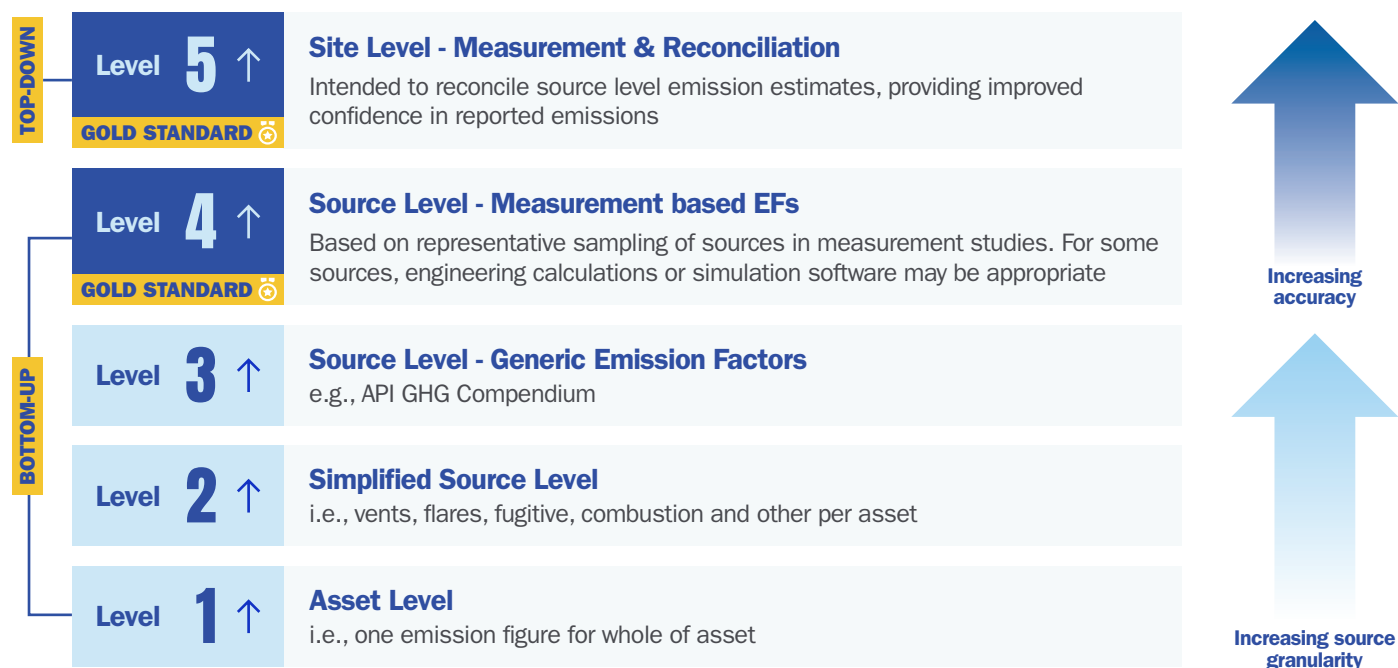 TOP-DOWN
Level 5 ↑
GOLD STANDARD
Site Level - Measurement & Reconciliation
Intended to reconcile source level emission estimates, providing improved
confidence in reported emissions
BOTTOM-UP
Level 4 ↑
GOLD STANDARD
Source Level - Measurement based EFs
Based on representative sampling of sources in measurement studies. For some
sources, engineering calculations or simulation software may be appropriate
Level 3 ↑
Source Level - Generic Emission Factors
e.g., API GHG Compendium
Level 2 ↑
Simplified Source Level
i.e., vents, flares, fugitive, combustion and other per asset
Level 1 ↑
Asset Level
i.e., one emission figure for whole of asset
Increasing
accuracy
Increasing source
granularity